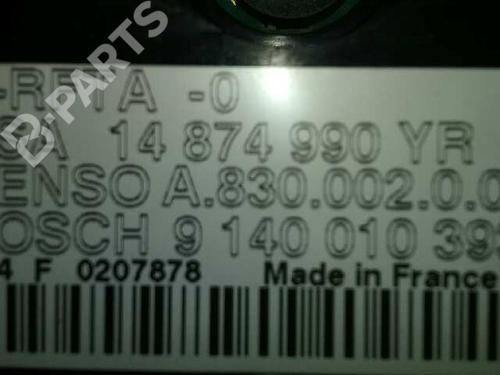 -RETA -0
14 874 990 YR
ENSO A.830.002.0.0
OSCH 9 140 010 39
4 F 0207878 Made in France
B-PARTS